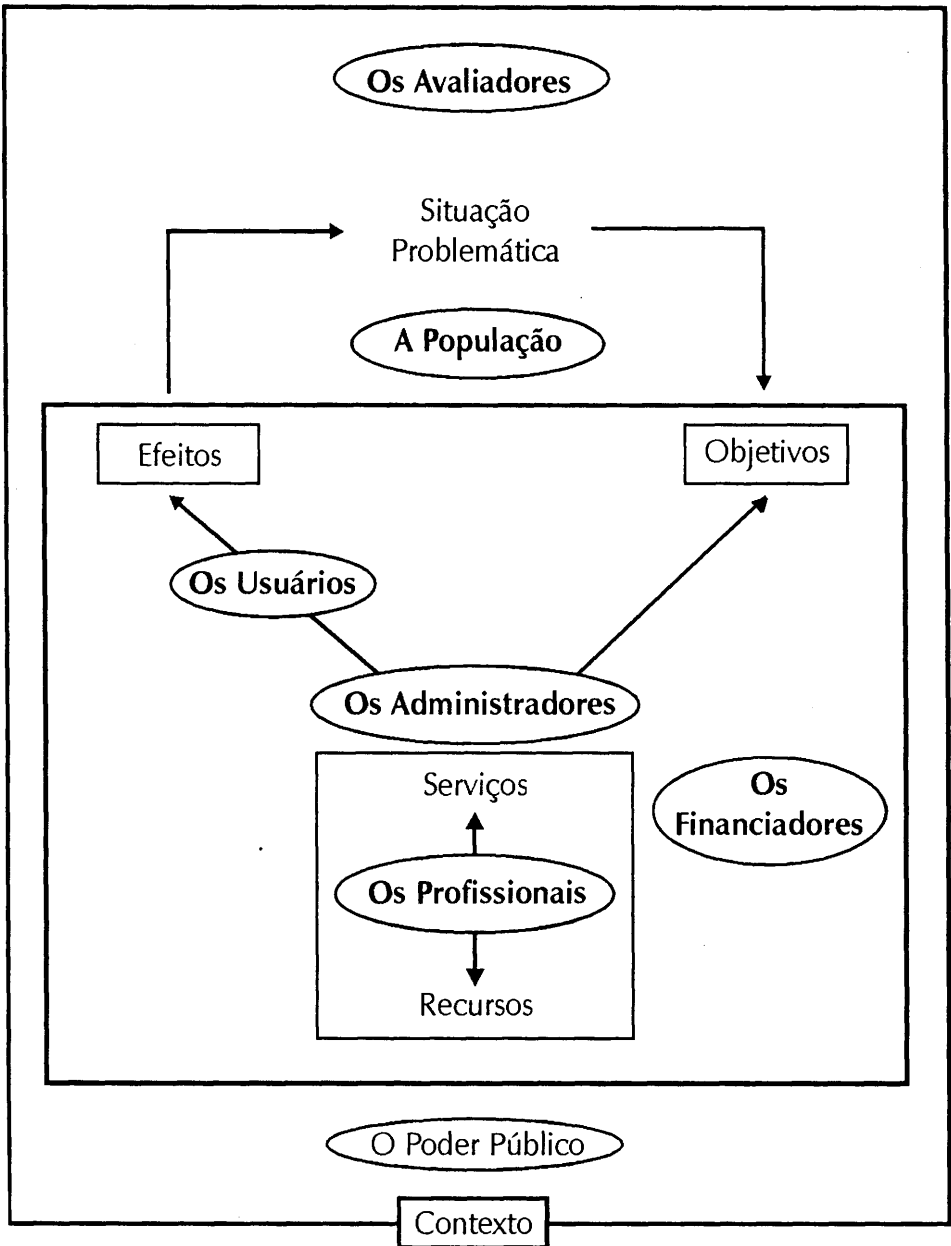 Os Avaliadores
Situação
Problemática
A População
Efeitos
Objetivos
Os Usuários
Os Administradores
Serviços
Os
Financiadores
Os Profissionais
Recursos
O Poder Público
Contexto